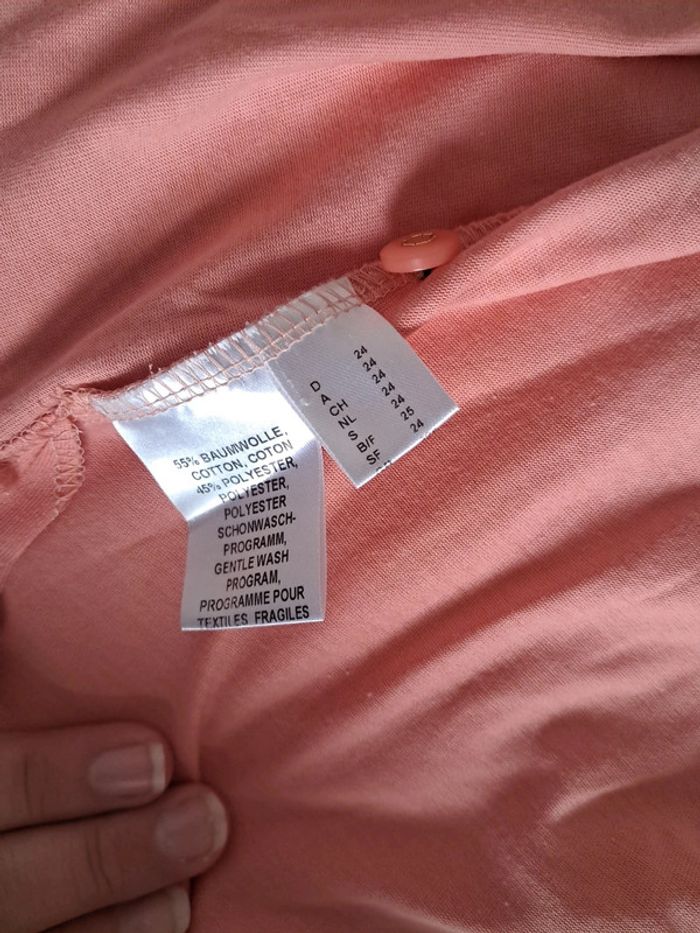 55% BAUMWOLLE,
COTTON, COTON
45% POLYESTER,
POLYESTER,
POLYESTER
SCHONWASCH-
PROGRAMM,
GENTLE WASH
PROGRAM,
PROGRAMME POUR
TEXTILES FRAGILES
D 24
A 24
CH 24
NL 24
S 24
B/F 25
SF 24